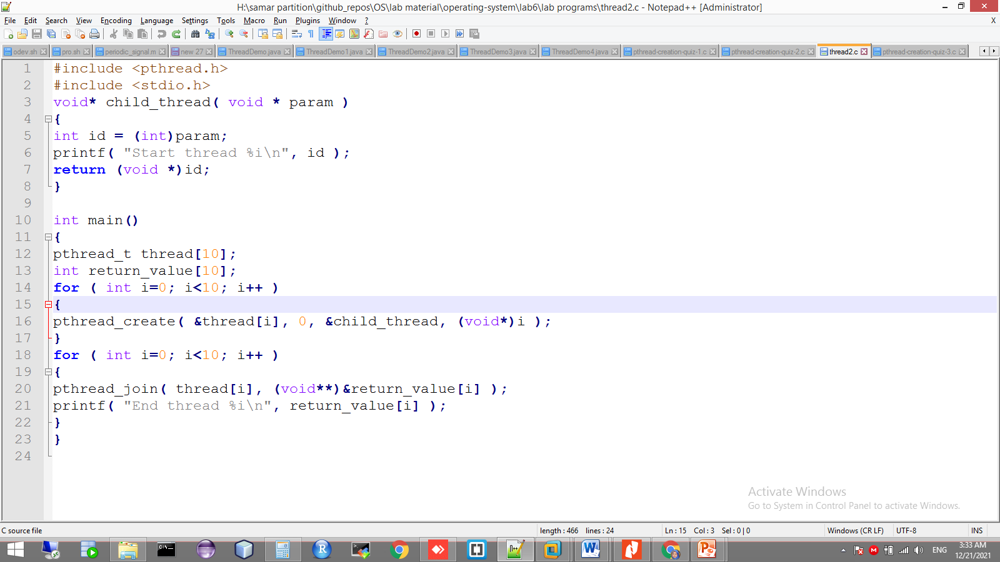 H:\samar partition\github_repos\OS\lab material\operating-system\lab6\lab programs\thread2.c - Notepad++ [Administrator]
File Edit Search View Encoding Language Settings Tools Macro Run Plugins Window ? X
odev.sh pro.sh periodic_signal.m new 27 ThreadDemo.java ThreadDemo1.java ThreadDemo2.java ThreadDemo3.java ThreadDemo4.java pthread-creation-quiz-1.c pthread-creation-quiz-2.c thread2.c pthread-creation-quiz-3.c
1 #include <pthread.h>
2 #include <stdio.h>
3 void* child_thread( void * param )
4 {
5 int id = (int)param;
6 printf( "Start thread %i\n", id );
7 return (void *)id;
8 }
9
10 int main()
11 {
12 pthread_t thread[10];
13 int return_value[10];
14 for ( int i=0; i<10; i++ )
15 {
16 pthread_create( &thread[i], 0, &child_thread, (void*)i );
17 }
18 for ( int i=0; i<10; i++ )
19 {
20 pthread_join( thread[i], (void**)&return_value[i] );
21 printf( "End thread %i\n", return_value[i] );
22 }
23 }
24
Activate Windows
Go to System in Control Panel to activate Windows.
C source file length : 466 lines : 24 Ln : 15 Col : 3 Sel : 0 | 0 Windows (CR LF) UTF-8 INS
ENG 3:33 AM
12/21/2021